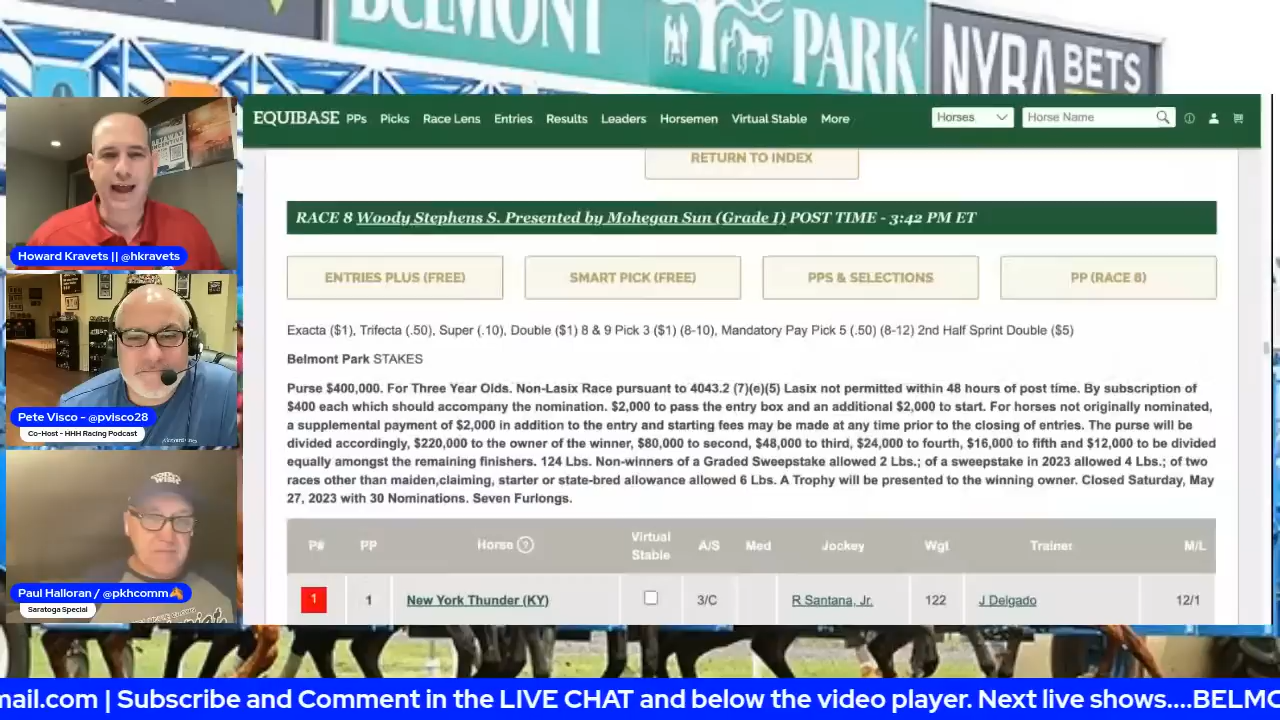 BELMONT PARK
NYRA BETS
EQUIBASE PPs Picks Race Lens Entries Results Leaders Horsemen Virtual Stable More Horses Horse Name
RETURN TO INDEX
RACE 8 Woody Stephens S. Presented by Mohegan Sun (Grade I) POST TIME - 3:42 PM ET
ENTRIES PLUS (FREE) SMART PICK (FREE) PPS & SELECTIONS PP (RACE 8)
Exacta ($1), Trifecta (.50), Super (.10), Double ($1) 8 & 9 Pick 3 ($1) (8-10), Mandatory Pay Pick 5 (.50) (8-12) 2nd Half Sprint Double ($5)
Belmont Park STAKES
Purse $400,000. For Three Year Olds. Non-Lasix Race pursuant to 4043.2 (7)(e)(5) Lasix not permitted within 48 hours of post time. By subscription of
$400 each which should accompany the nomination. $2,000 to pass the entry box and an additional $2,000 to start. For horses not originally nominated,
a supplemental payment of $2,000 in addition to the entry and starting fees may be made at any time prior to the closing of entries. The purse will be
divided accordingly, $220,000 to the owner of the winner, $80,000 to second, $48,000 to third, $24,000 to fourth, $16,000 to fifth and $12,000 to be divided
equally amongst the remaining finishers. 124 Lbs. Non-winners of a Graded Sweepstake allowed 2 Lbs.; of a sweepstake in 2023 allowed 4 Lbs.; of two
races other than maiden,claiming, starter or state-bred allowance allowed 6 Lbs. A Trophy will be presented to the winning owner. Closed Saturday, May
27, 2023 with 30 Nominations. Seven Furlongs.
P# PP Horse Virtual Stable A/S Med Jockey Wgt Trainer M/L
1 1 New York Thunder (KY) 3/C R Santana, Jr. 122 J Delgado 12/1
Howard Kravets || @hkravets
Pete Visco - @pvisco28
Co-Host - HHH Racing Podcast
Paul Halloran / @pkhcomm
Saratoga Special
mail.com | Subscribe and Comment in the LIVE CHAT and below the video player. Next live shows....BELMO